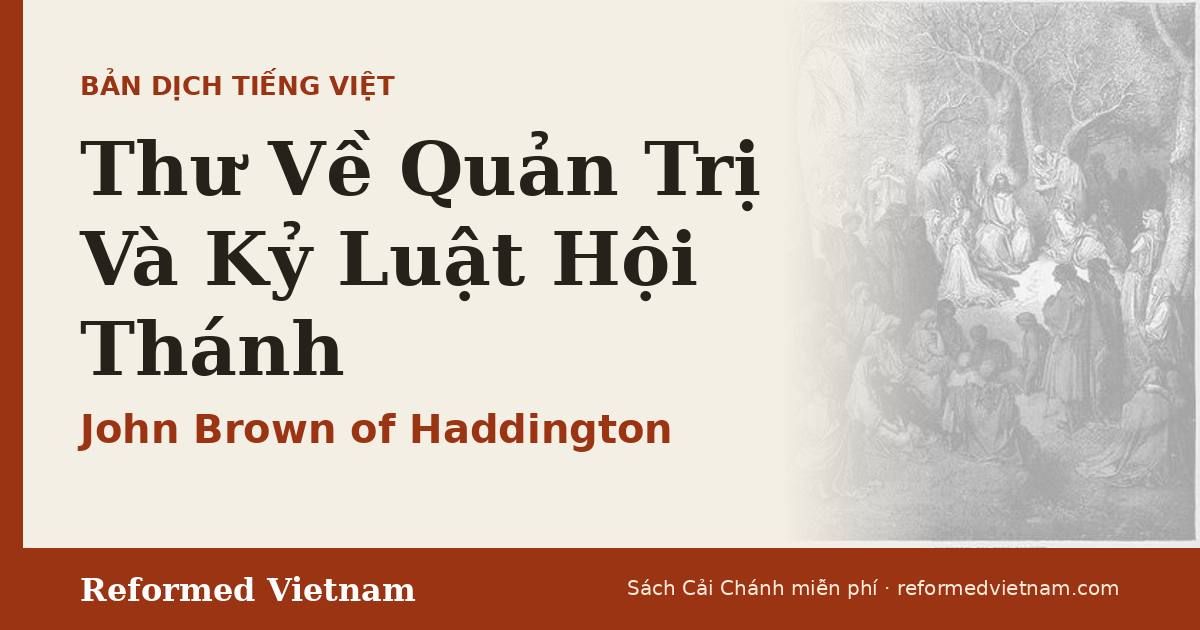 BẢN DỊCH TIẾNG VIỆT
Thư Về Quản Trị
Và Kỷ Luật Hội
Thánh
John Brown of Haddington
Reformed Vietnam
Sách Cải Chánh miễn phí · reformedvietnam.com